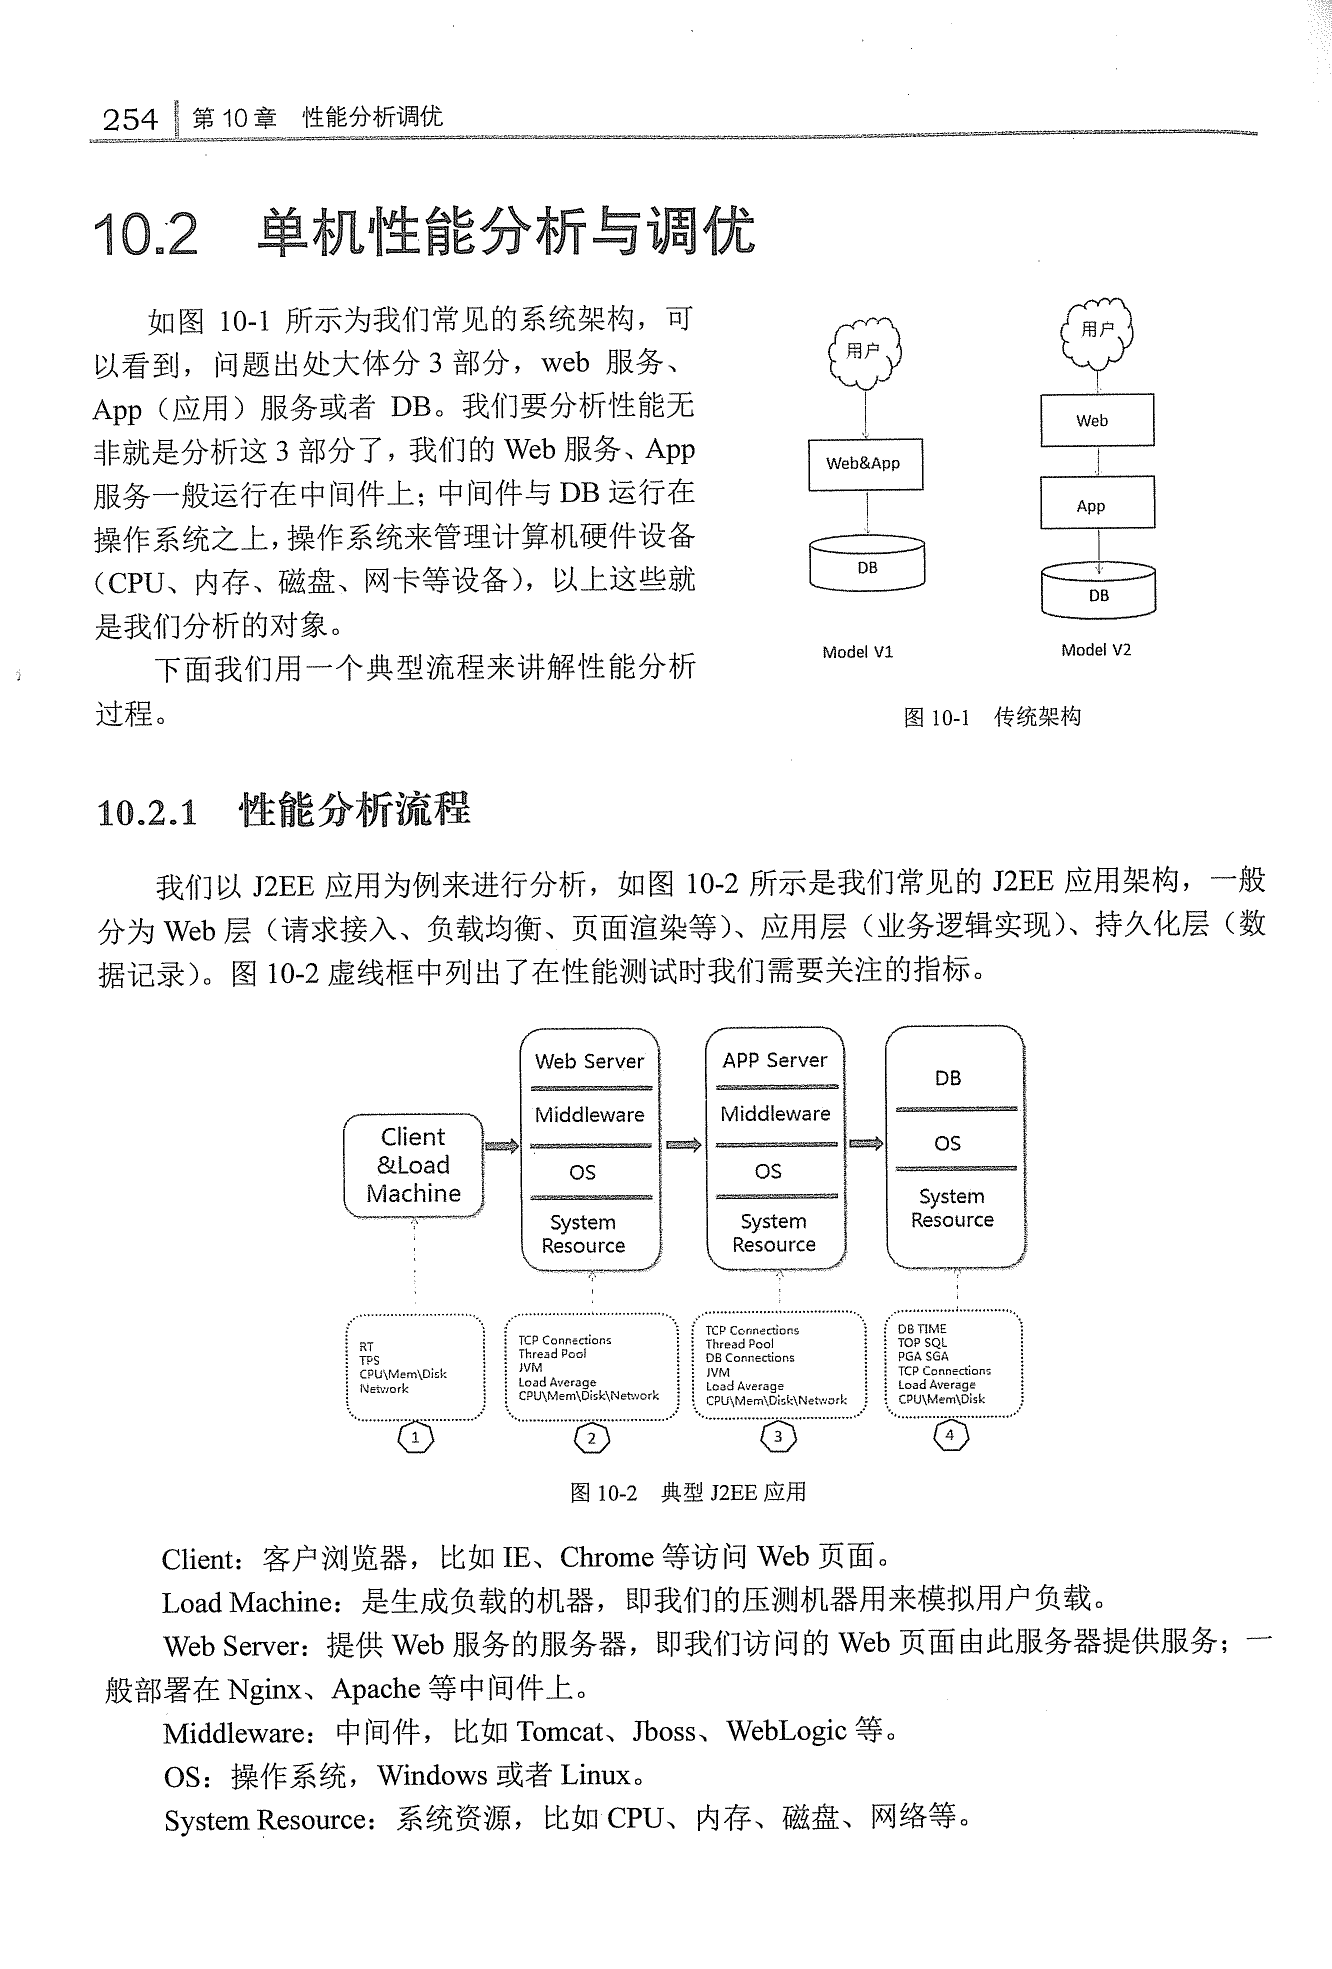 254 第10章 性能分析调优
10.2 单机性能分析与调优
如图 10-1 所示为我们常见的系统架构，可
以看到，问题出处大体分 3 部分，web 服务、
App（应用）服务或者 DB。我们要分析性能无
非就是分析这 3 部分了，我们的 Web 服务、App
服务一般运行在中间件上；中间件与 DB 运行在
操作系统之上，操作系统来管理计算机硬件设备
（CPU、内存、磁盘、网卡等设备），以上这些就
是我们分析的对象。
下面我们用一个典型流程来讲解性能分析
过程。
用户
Web&App
DB
Model V1
用户
Web
App
DB
Model V2
图 10-1 传统架构
10.2.1 性能分析流程
我们以 J2EE 应用为例来进行分析，如图 10-2 所示是我们常见的 J2EE 应用架构，一般
分为 Web 层（请求接入、负载均衡、页面渲染等）、应用层（业务逻辑实现）、持久化层（数
据记录）。图 10-2 虚线框中列出了在性能测试时我们需要关注的指标。
Client
&Load
Machine
Web Server
Middleware
OS
System
Resource
APP Server
Middleware
OS
System
Resource
DB
OS
System
Resource
RT
TPS
CPU\Mem\Disk
Network
1
TCP Connections
Thread Pool
JVM
Load Average
CPU\Mem\Disk\Network
2
TCP Connections
Thread Pool
DB Connections
JVM
Load Average
CPU\Mem\Disk\Network
3
DB TIME
TOP SQL
PGA SGA
TCP Connections
Load Average
CPU\Mem\Disk
4
图 10-2 典型 J2EE 应用
Client：客户浏览器，比如 IE、Chrome 等访问 Web 页面。
Load Machine：是生成负载的机器，即我们的压测机器用来模拟用户负载。
Web Server：提供 Web 服务的服务器，即我们访问的 Web 页面由此服务器提供服务；一
般部署在 Nginx、Apache 等中间件上。
Middleware：中间件，比如 Tomcat、Jboss、WebLogic 等。
OS：操作系统，Windows 或者 Linux。
System Resource：系统资源，比如 CPU、内存、磁盘、网络等。